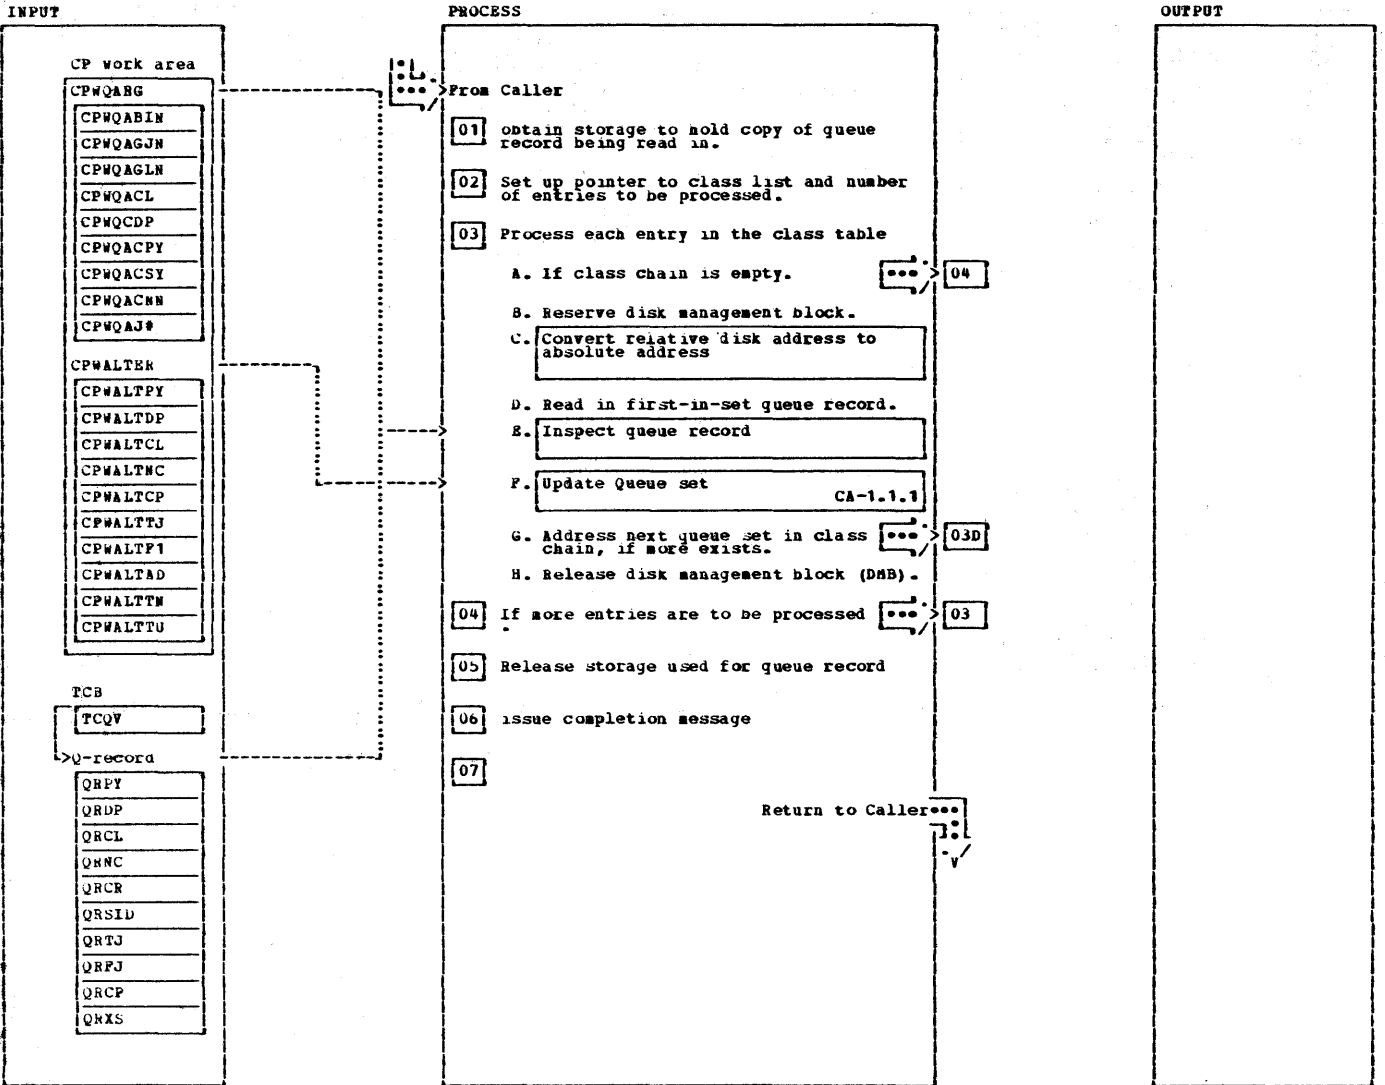 INPUT
CP work area
CPWQARG
CPWQABIN
CPWQAGJN
CPWQAGLN
CPWQACL
CPWQCDP
CPWQACPY
CPWQACSY
CPWQACNN
CPWQAJ#
CPWALTER
CPWALTPY
CPWALTDP
CPWALTCL
CPWALTNC
CPWALTCP
CPWALTTJ
CPWALTF1
CPWALTAD
CPWALTTN
CPWALTTU
TCB
TCQV
Q-record
QRPY
QRDP
QRCL
QRNC
QRCR
QRSID
QRTJ
QRFJ
QRCP
QRXS
PROCESS
From Caller
01 obtain storage to hold copy of queue
record being read in.
02 Set up pointer to class list and number
of entries to be processed.
03 Process each entry in the class table
A. If class chain is empty. 04
B. Reserve disk management block.
C. Convert relative disk address to
absolute address
D. Read in first-in-set queue record.
E. Inspect queue record
F. Update Queue set
CA-1.1.1
G. Address next queue set in class 03D
chain, if more exists.
H. Release disk management block (DMB).
04 If more entries are to be processed 03
.
05 Release storage used for queue record
06 issue completion message
07
Return to Caller
OUTPUT